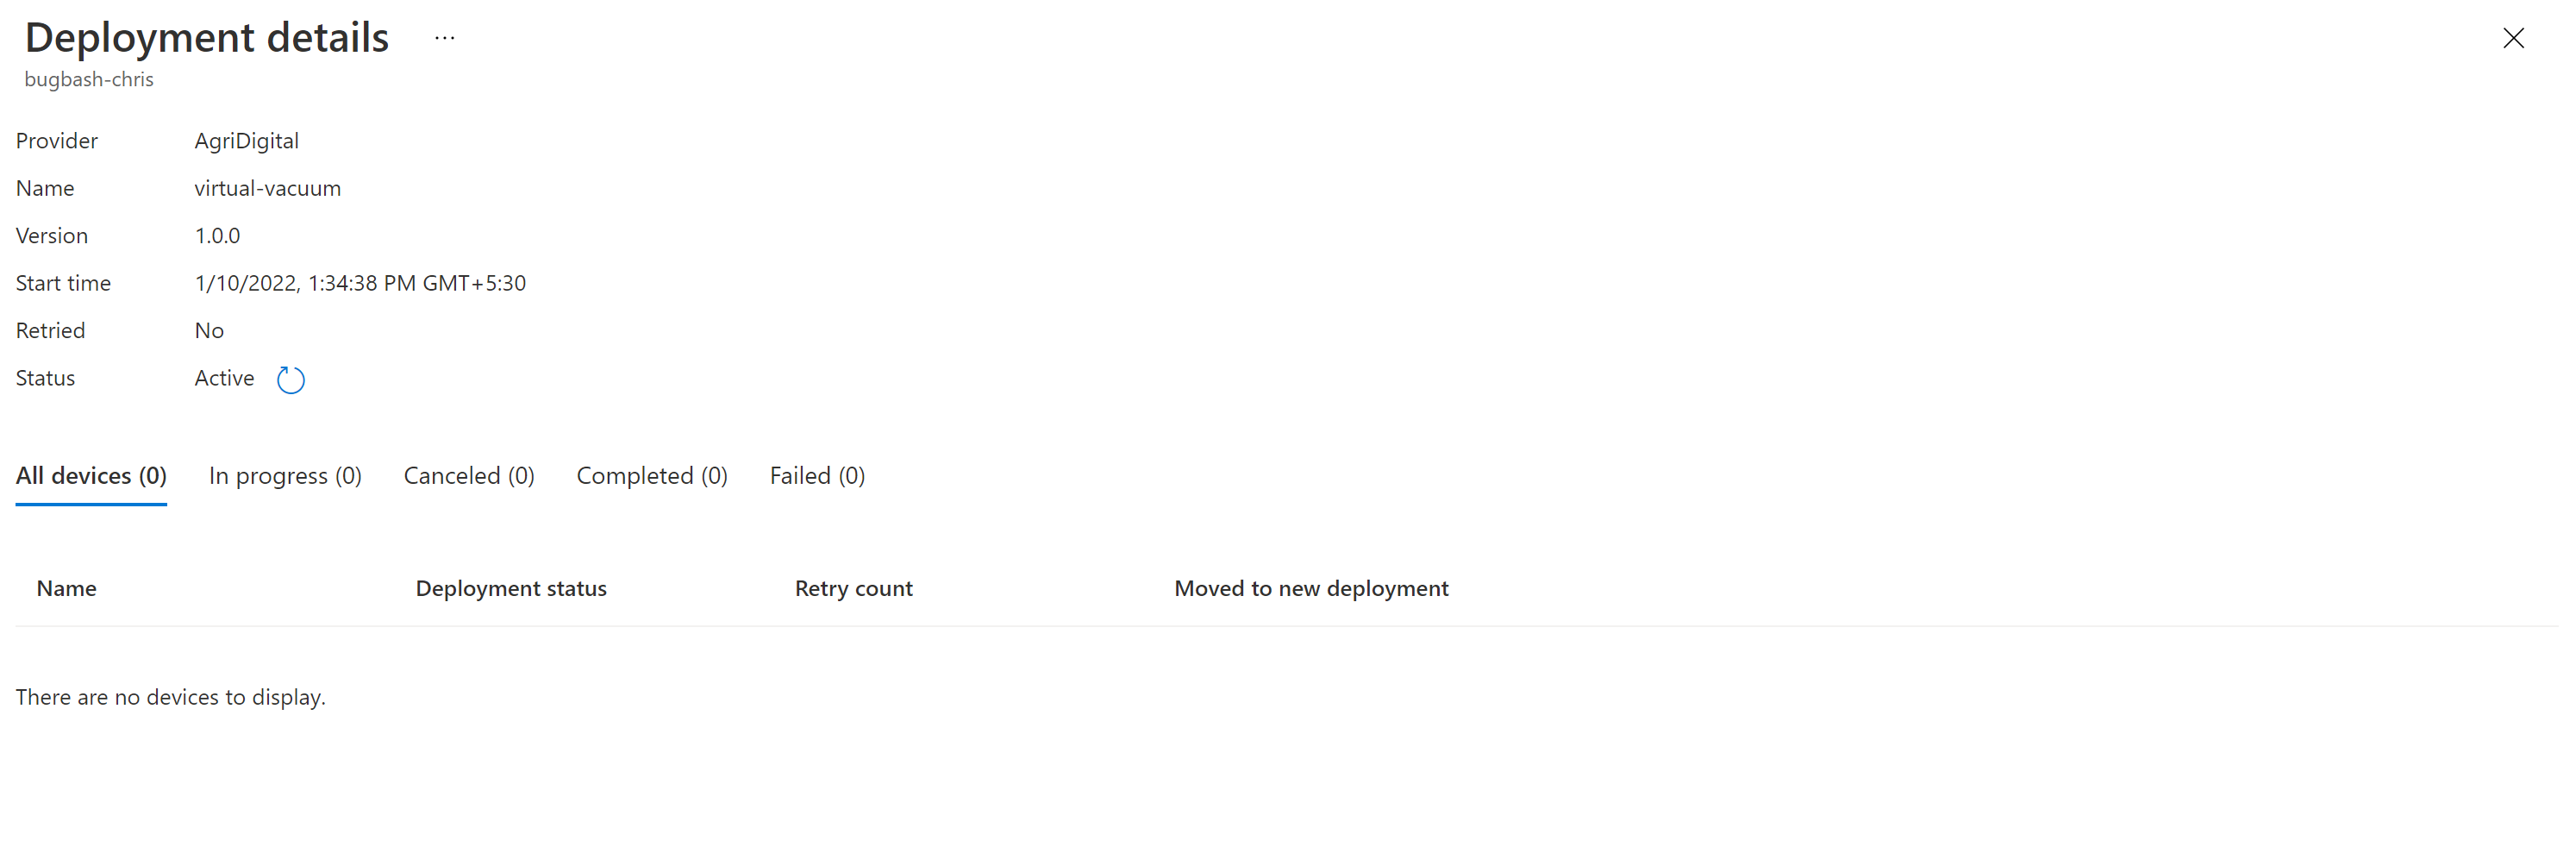 Deployment details ...
bugbash-chris
Provider AgriDigital
Name virtual-vacuum
Version 1.0.0
Start time 1/10/2022, 1:34:38 PM GMT+5:30
Retried No
Status Active
All devices (0) In progress (0) Canceled (0) Completed (0) Failed (0)
Name Deployment status Retry count Moved to new deployment
There are no devices to display.